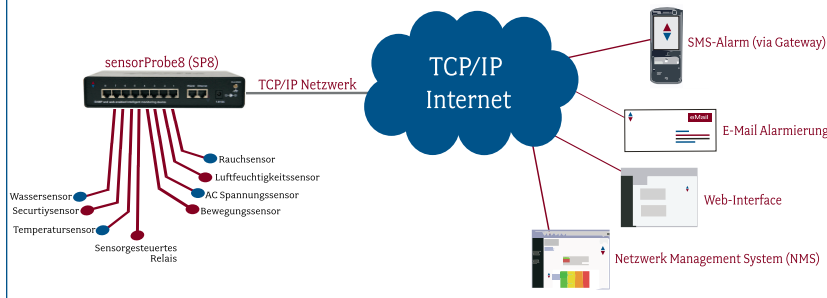 sensorProbe8 (SP8)
TCP/IP Netzwerk
TCP/IP
Internet
SMS-Alarm (via Gateway)
eMail
E-Mail Alarmierung
Web-Interface
Netzwerk Management System (NMS)
Rauchsensor
Luftfeuchtigkeitssensor
AC Spannungssensor
Bewegungssensor
Wassersensor
Securtiysensor
Temperatursensor
Sensorgesteuertes
Relais